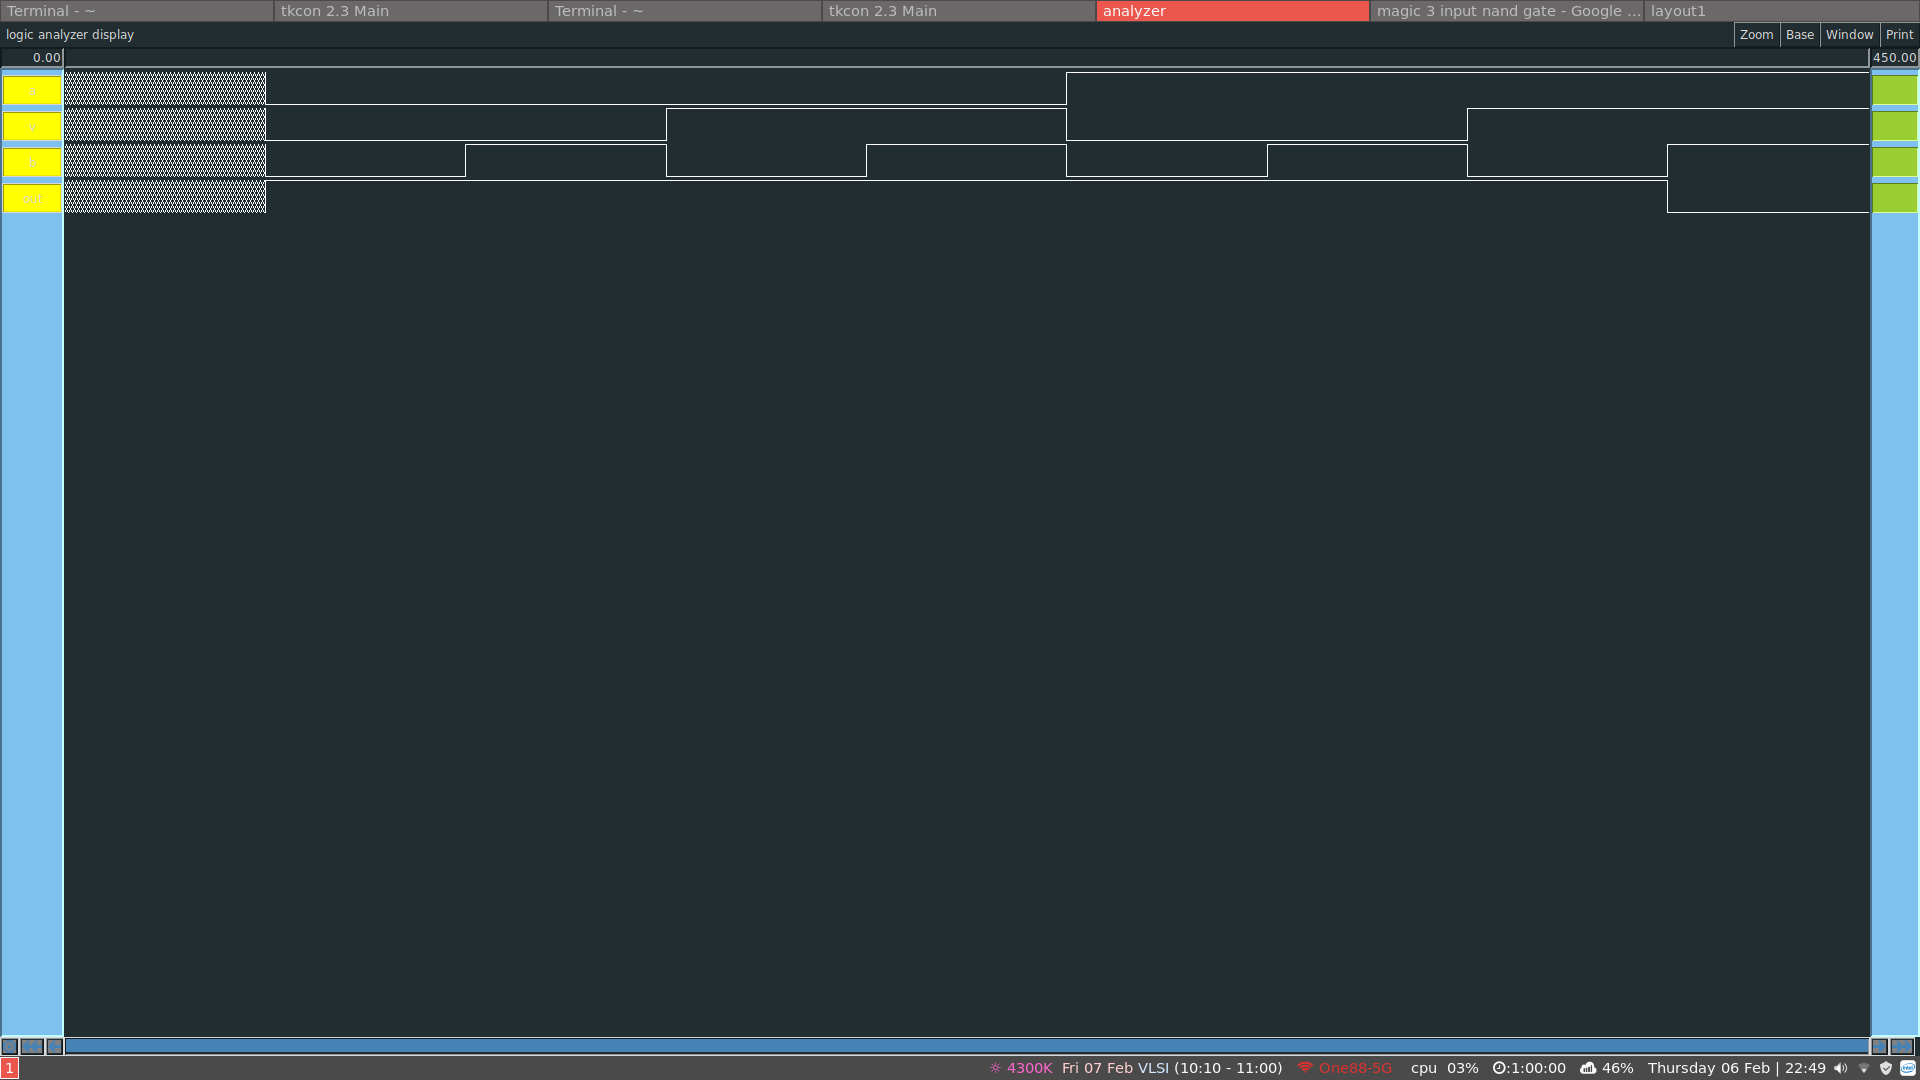 Terminal - ~
tkcon 2.3 Main
Terminal - ~
tkcon 2.3 Main
analyzer
magic 3 input nand gate - Google ...
layout1
logic analyzer display
Zoom
Base
Window
Print
0.00
450.00
a
b
out
1
4300K Fri 07 Feb VLSI (10:10 - 11:00) One88-5G cpu 03% 1:00:00 46% Thursday 06 Feb | 22:49